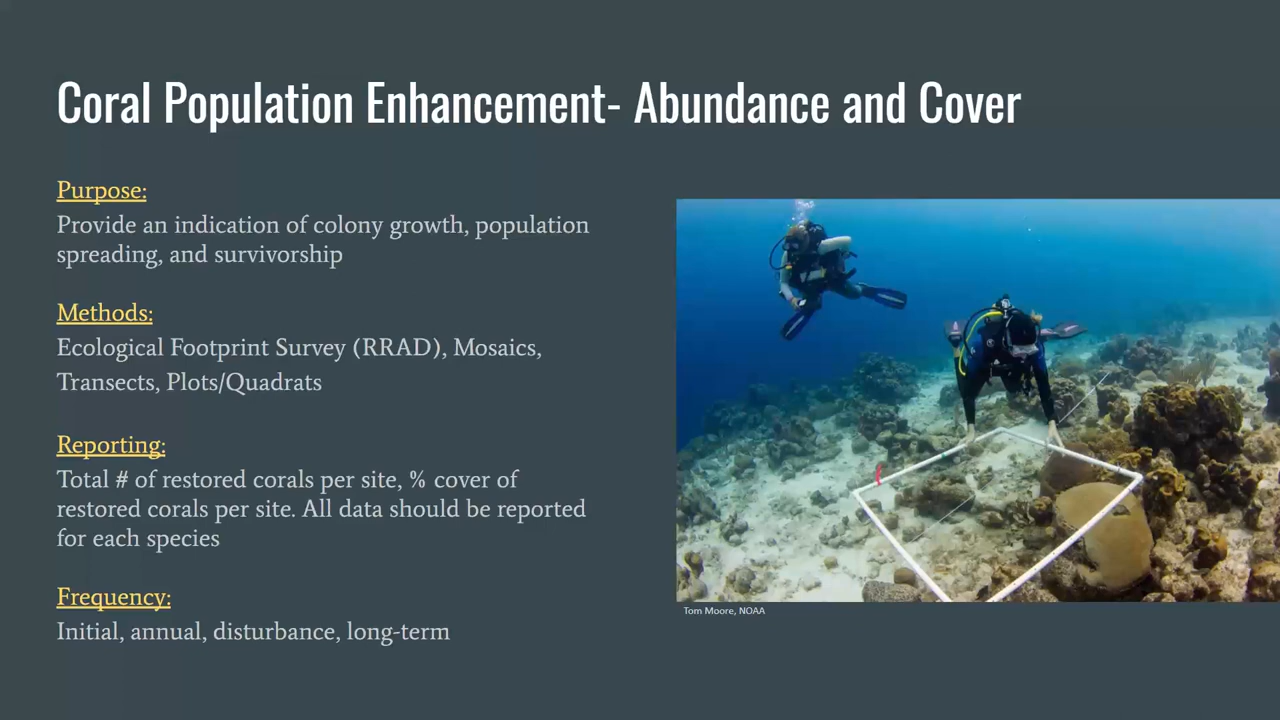 Coral Population Enhancement- Abundance and Cover
Purpose:
Provide an indication of colony growth, population
spreading, and survivorship
Methods:
Ecological Footprint Survey (RRAD), Mosaics,
Transects, Plots/Quadrats
Reporting:
Total # of restored corals per site, % cover of
restored corals per site. All data should be reported
for each species
Frequency:
Initial, annual, disturbance, long-term
Tom Moore, NOAA